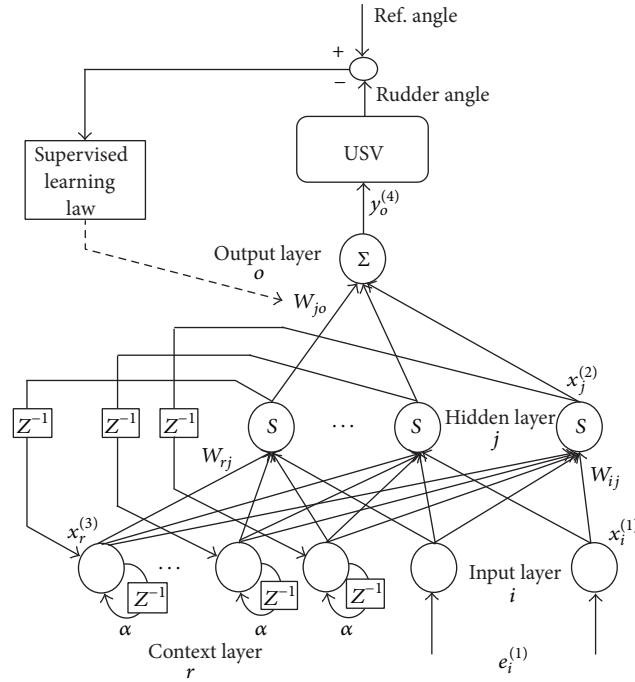 Ref. angle
+
−
Rudder angle
Supervised
learning
law
USV
y_o^(4)
Output layer
o
Σ
W_jo
x_j^(2)
Z⁻¹ Z⁻¹ Z⁻¹
S ... S Hidden layer S
j
W_rj
W_ij
x_r^(3)
x_i^(1)
...
Z⁻¹ Z⁻¹ Z⁻¹
Input layer
i
α α α
Context layer
r
e_i^(1)